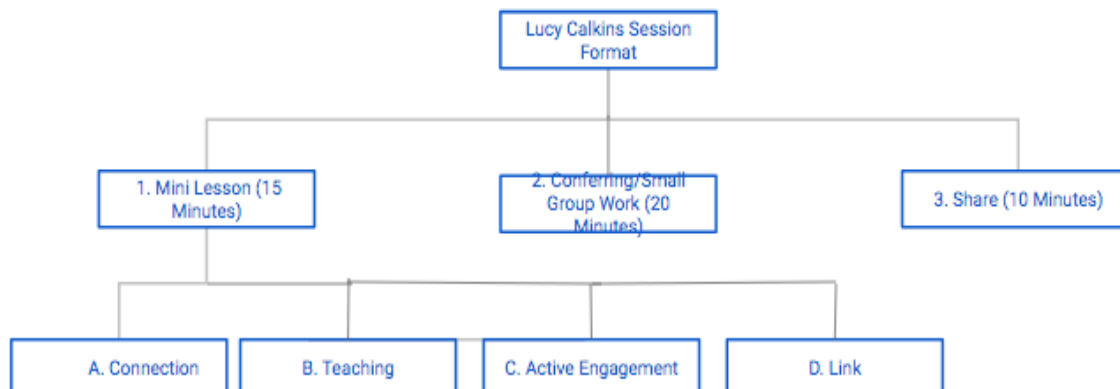 Lucy Calkins Session
Format
1. Mini Lesson (15
Minutes)
2. Conferring/Small
Group Work (20
Minutes)
3. Share (10 Minutes)
A. Connection
B. Teaching
C. Active Engagement
D. Link